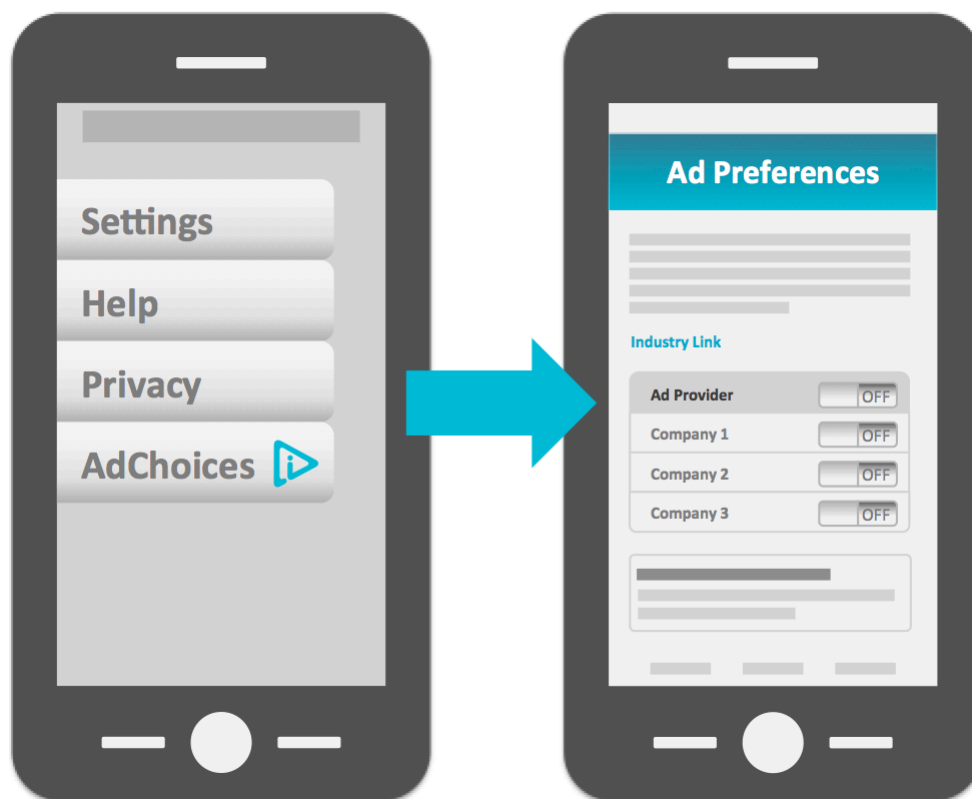 Settings
Help
Privacy
AdChoices
Ad Preferences
Industry Link
Ad Provider OFF
Company 1 OFF
Company 2 OFF
Company 3 OFF